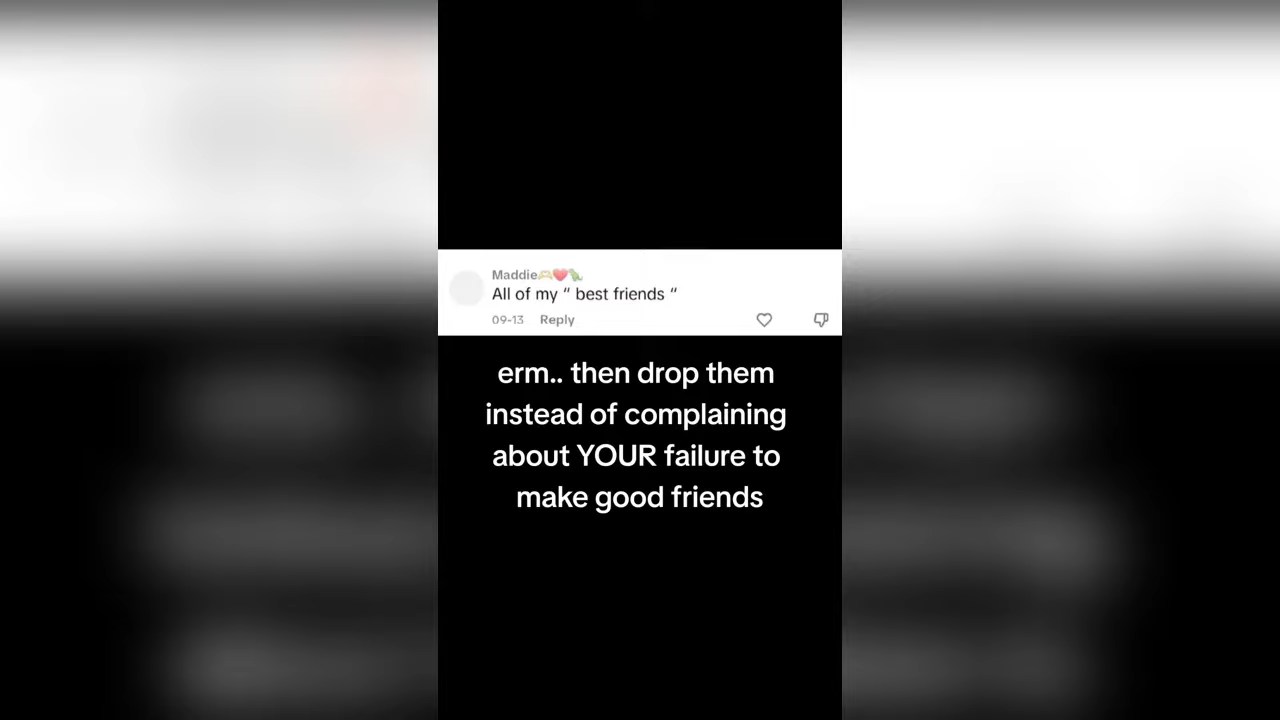 Maddie🫶❤️🦖
All of my “ best friends “
09-13 Reply
erm.. then drop them
instead of complaining
about YOUR failure to
make good friends